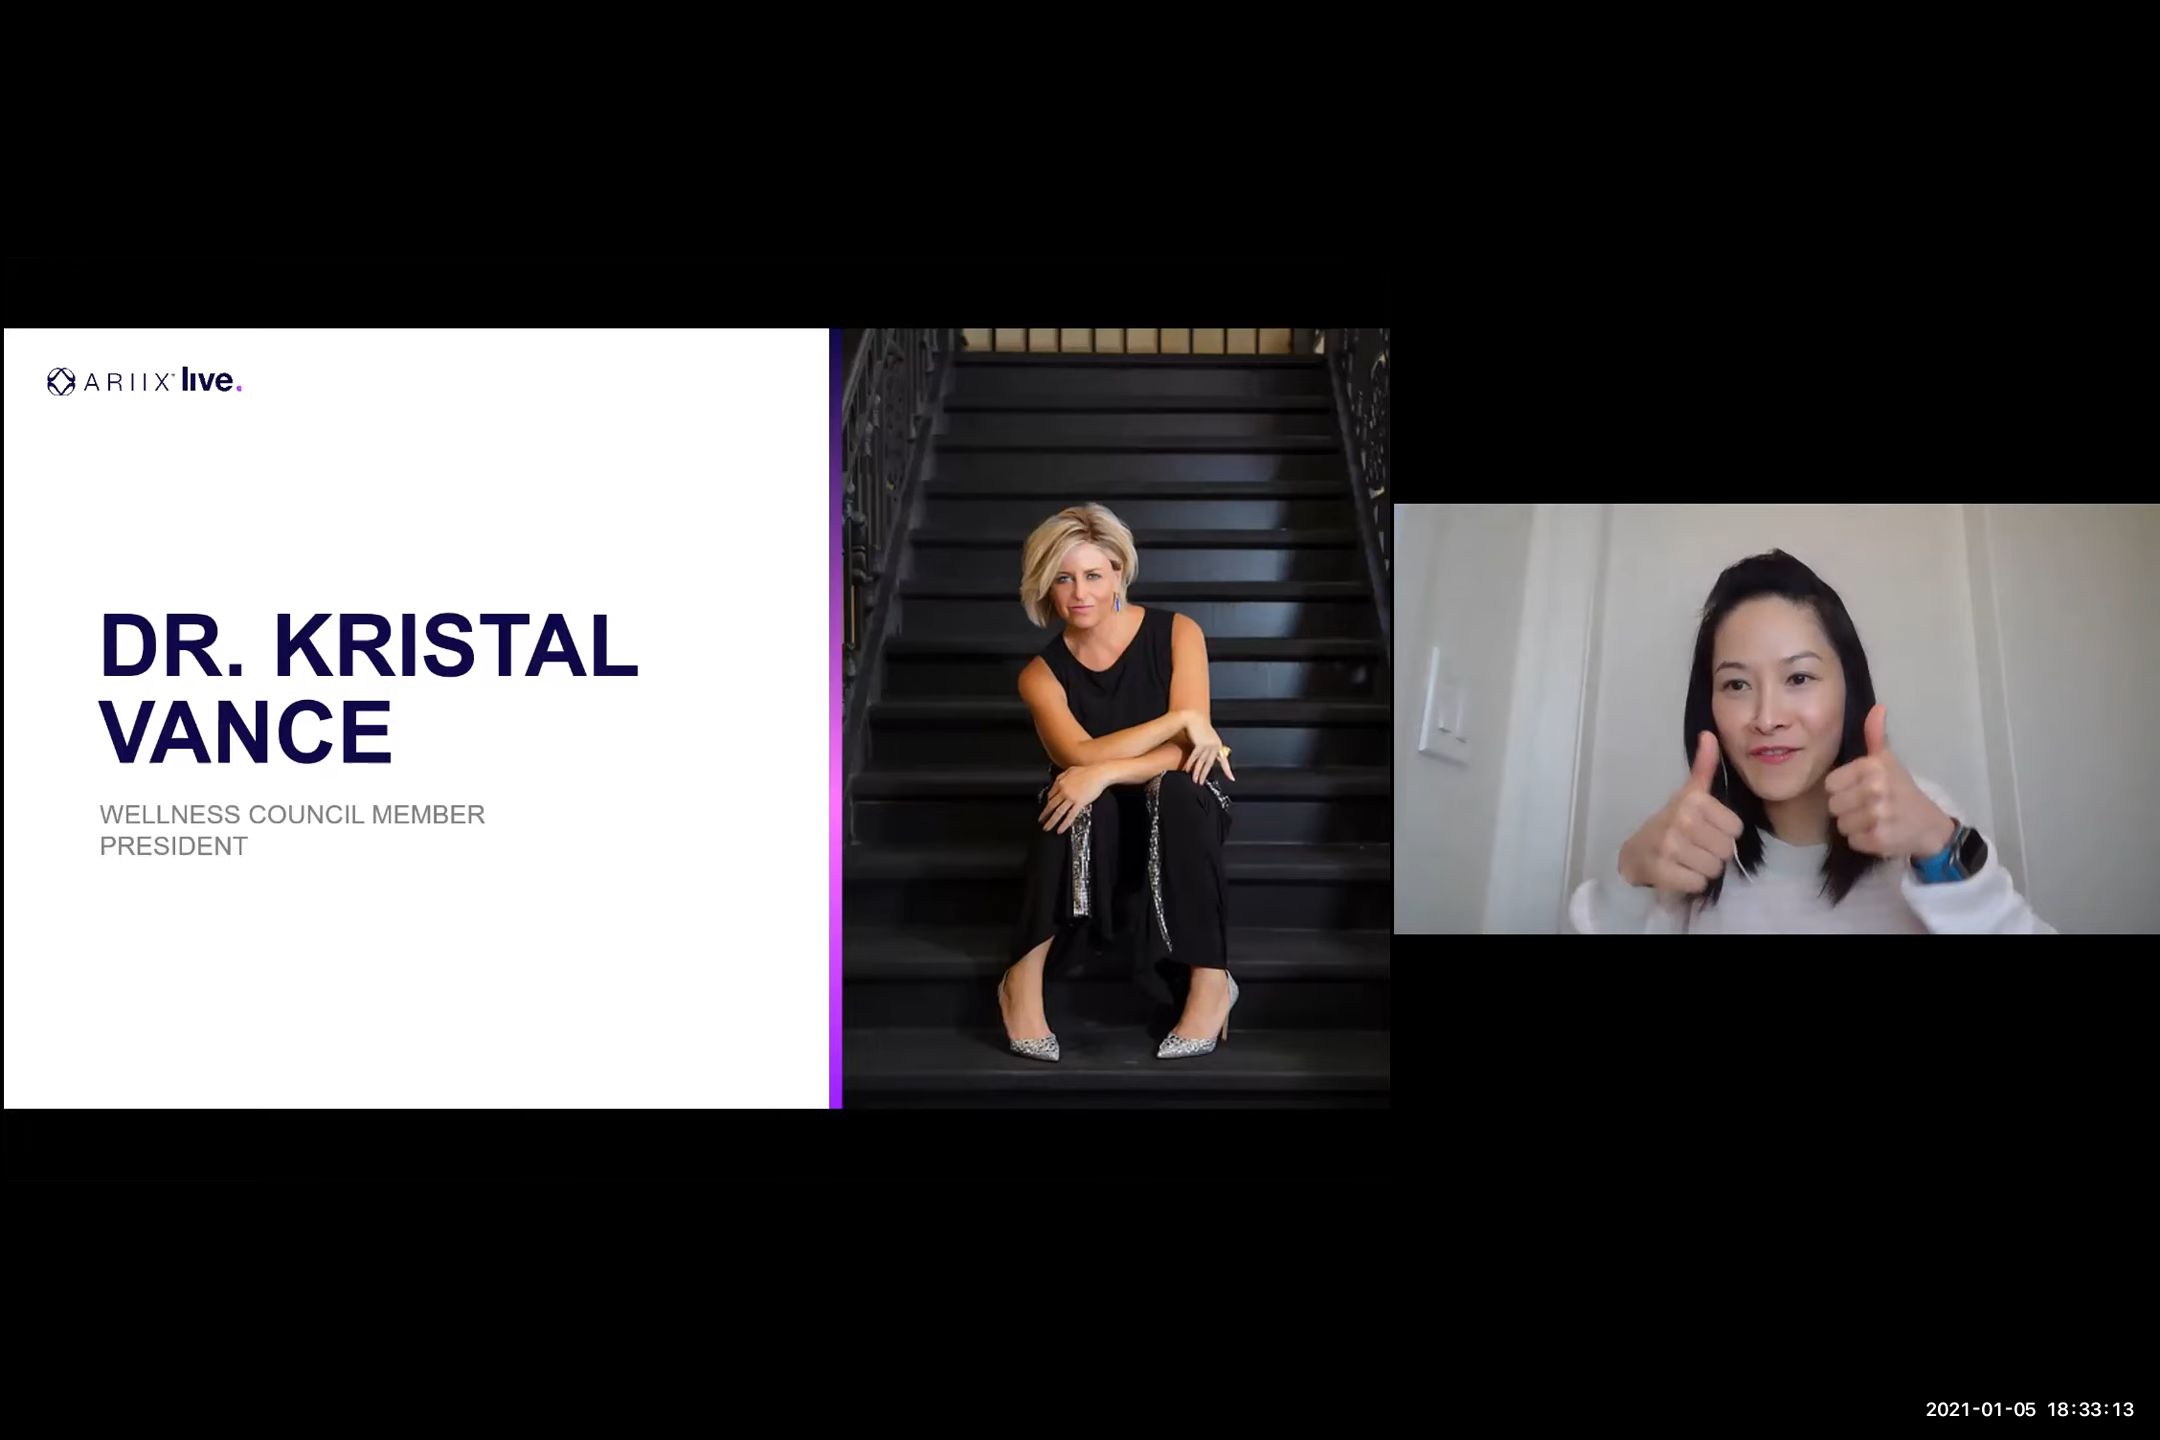 ARIIX live.
DR. KRISTAL
VANCE
WELLNESS COUNCIL MEMBER
PRESIDENT
2021-01-05 18:33:13